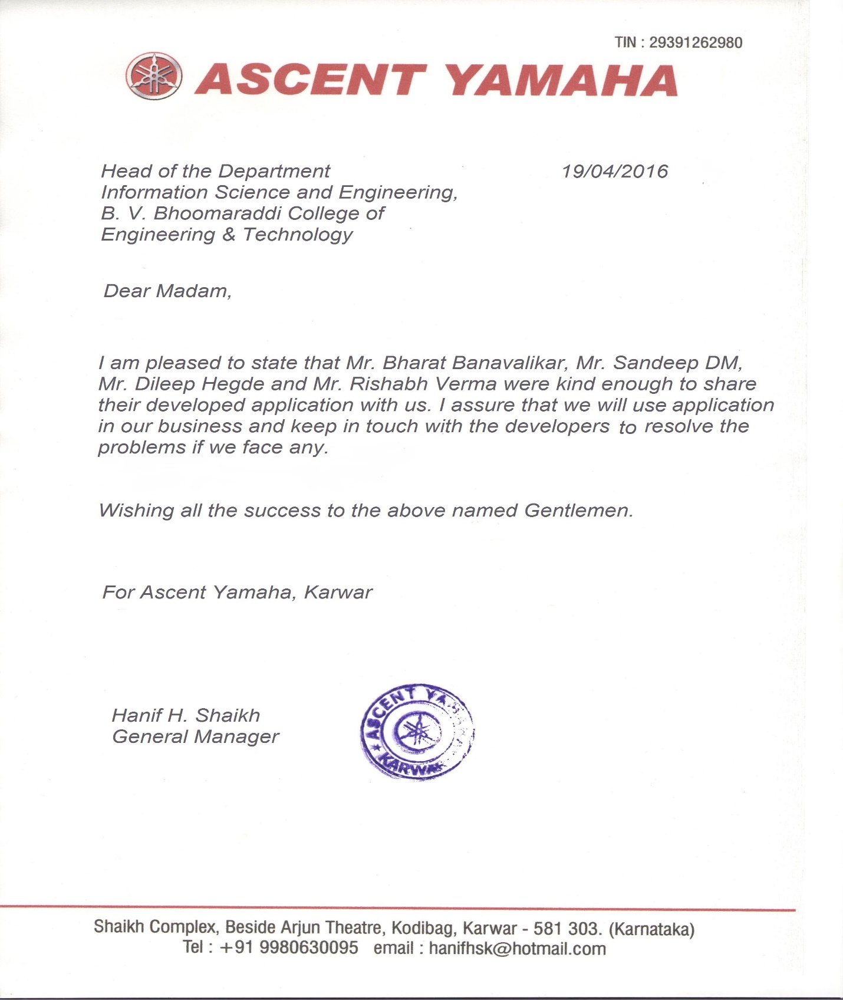 TIN : 29391262980
ASCENT YAMAHA
Head of the Department 19/04/2016
Information Science and Engineering,
B. V. Bhoomaraddi College of
Engineering & Technology
Dear Madam,
I am pleased to state that Mr. Bharat Banavalikar, Mr. Sandeep DM,
Mr. Dileep Hegde and Mr. Rishabh Verma were kind enough to share
their developed application with us. I assure that we will use application
in our business and keep in touch with the developers to resolve the
problems if we face any.
Wishing all the success to the above named Gentlemen.
For Ascent Yamaha, Karwar
Hanif H. Shaikh
General Manager
ASCENT YAMAHA
KARWAR
Shaikh Complex, Beside Arjun Theatre, Kodibag, Karwar - 581 303. (Karnataka)
Tel : +91 9980630095 email : hanifhsk@hotmail.com